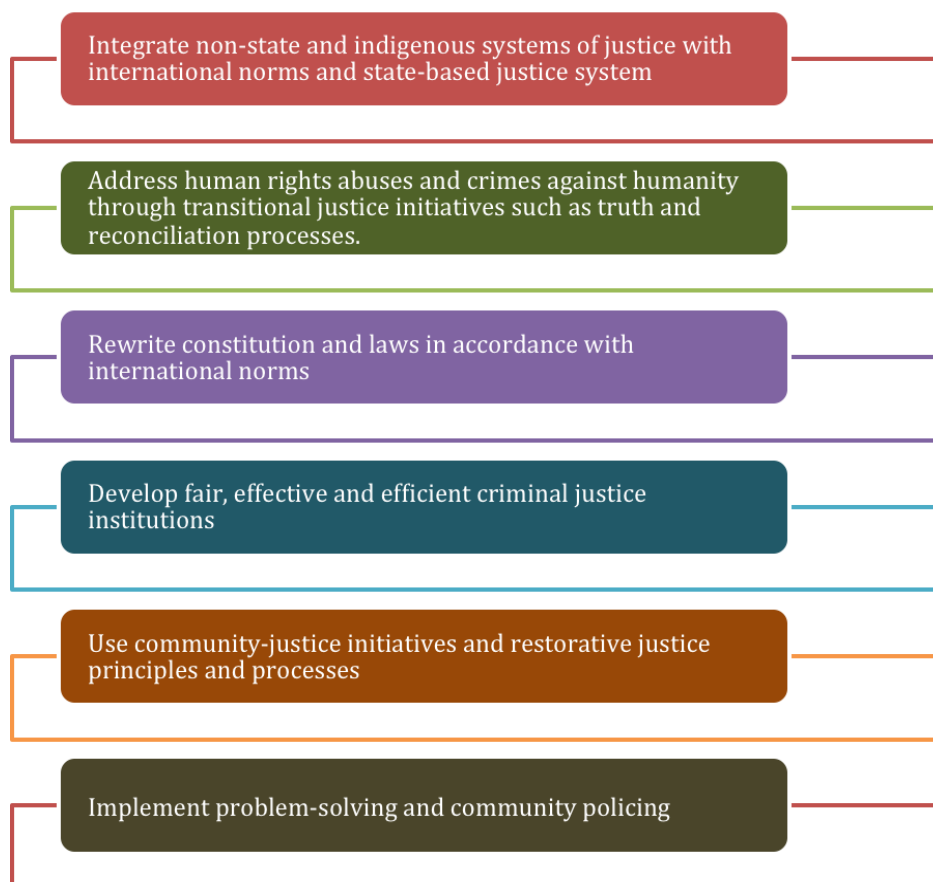 Integrate non-state and indigenous systems of justice with
international norms and state-based justice system
Address human rights abuses and crimes against humanity
through transitional justice initiatives such as truth and
reconciliation processes.
Rewrite constitution and laws in accordance with
international norms
Develop fair, effective and efficient criminal justice
institutions
Use community-justice initiatives and restorative justice
principles and processes
Implement problem-solving and community policing